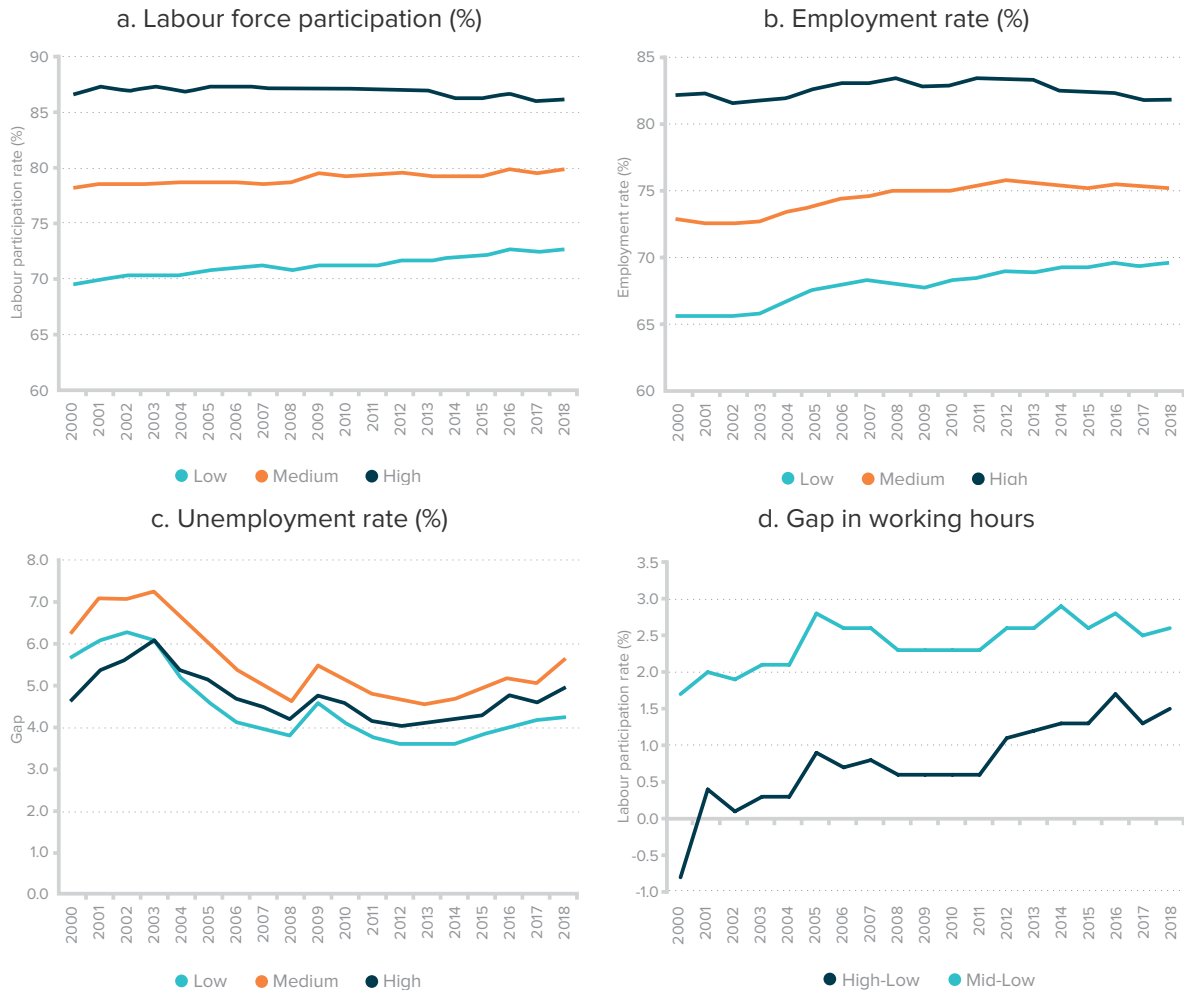 a. Labour force participation (%)
Labour participation rate (%)
90
85
80
75
70
65
60
2000 2001 2002 2003 2004 2005 2006 2007 2008 2009 2010 2011 2012 2013 2014 2015 2016 2017 2018
Low Medium High
b. Employment rate (%)
Employment rate (%)
85
80
75
70
65
60
2000 2001 2002 2003 2004 2005 2006 2007 2008 2009 2010 2011 2012 2013 2014 2015 2016 2017 2018
Low Medium High
c. Unemployment rate (%)
Gap
8.0
7.0
6.0
5.0
4.0
3.0
2.0
1.0
0.0
2000 2001 2002 2003 2004 2005 2006 2007 2008 2009 2010 2011 2012 2013 2014 2015 2016 2017 2018
Low Medium High
d. Gap in working hours
Labour participation rate (%)
3.5
3.0
2.5
2.0
1.5
1.0
0.0
-0.5
-1.0
2000 2001 2002 2003 2004 2005 2006 2007 2008 2009 2010 2011 2012 2013 2014 2015 2016 2017 2018
High-Low Mid-Low